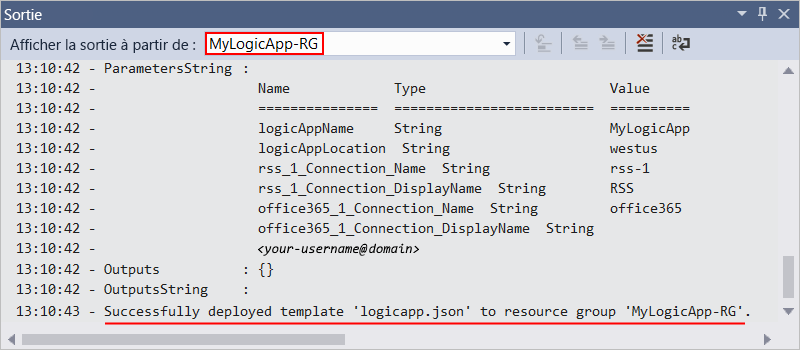 Sortie
Afficher la sortie à partir de : MyLogicApp-RG
13:10:42 - ParametersString :
13:10:42 - Name Type Value
13:10:42 - =============== ========================= ==========
13:10:42 - logicAppName String MyLogicApp
13:10:42 - logicAppLocation String westus
13:10:42 - rss_1_Connection_Name String rss-1
13:10:42 - rss_1_Connection_DisplayName String RSS
13:10:42 - office365_1_Connection_Name String office365
13:10:42 - office365_1_Connection_DisplayName String
13:10:42 - <your-username@domain>
13:10:42 - Outputs : {}
13:10:42 - OutputsString :
13:10:43 - Successfully deployed template 'logicapp.json' to resource group 'MyLogicApp-RG'.